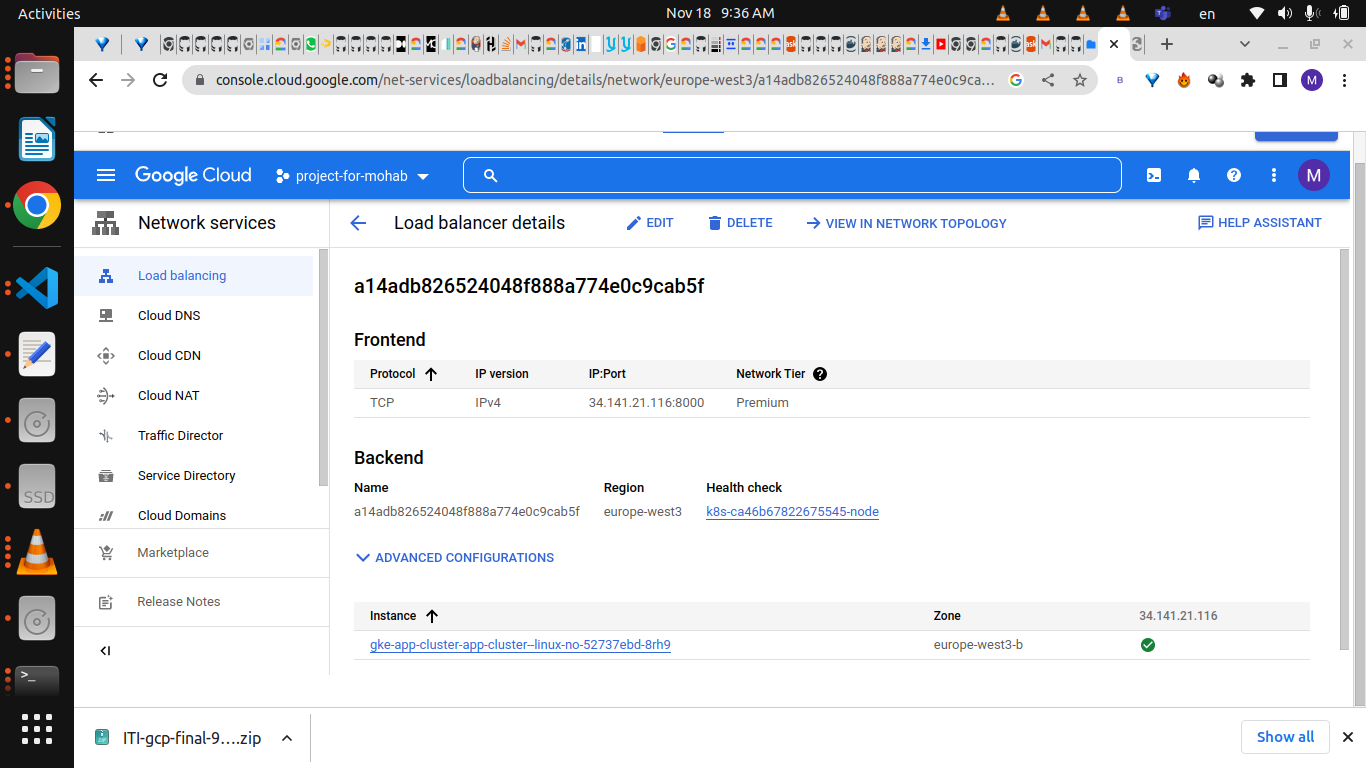 Activities
Nov 18 9:36 AM
en
console.cloud.google.com/net-services/loadbalancing/details/network/europe-west3/a14adb826524048f888a774e0c9ca...
B
M
Google Cloud
project-for-mohab
M
Network services
Load balancer details
EDIT
DELETE
VIEW IN NETWORK TOPOLOGY
HELP ASSISTANT
Load balancing
Cloud DNS
Cloud CDN
Cloud NAT
Traffic Director
Service Directory
Cloud Domains
Marketplace
Release Notes
a14adb826524048f888a774e0c9cab5f
Frontend
Protocol IP version IP:Port Network Tier
TCP IPv4 34.141.21.116:8000 Premium
Backend
Name Region Health check
a14adb826524048f888a774e0c9cab5f europe-west3 k8s-ca46b67822675545-node
ADVANCED CONFIGURATIONS
Instance Zone 34.141.21.116
gke-app-cluster-app-cluster--linux-no-52737ebd-8rh9 europe-west3-b
SSD
ITI-gcp-final-9....zip
Show all